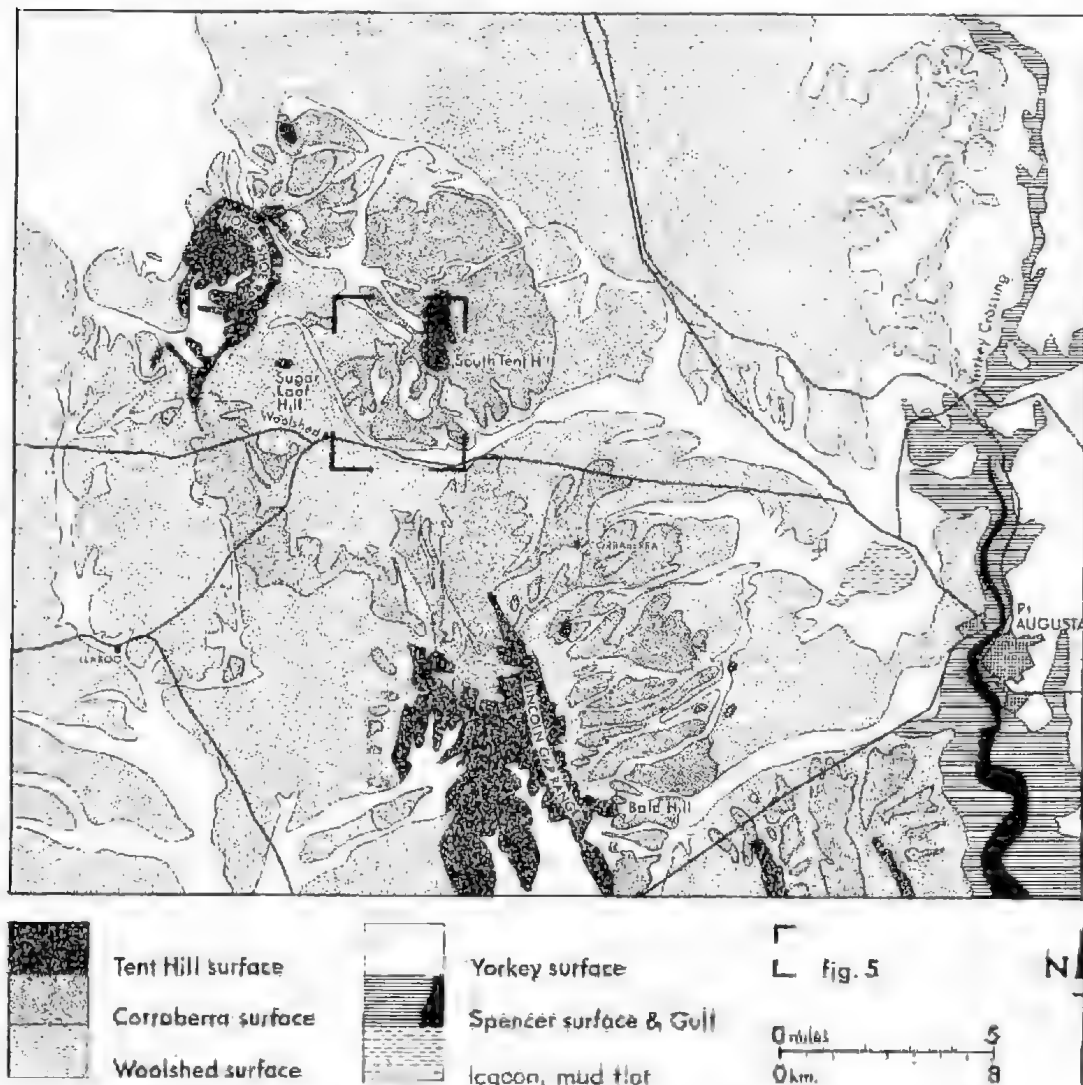 Yorkey Crossing
South Tent Hill
Sugar
Loaf
Hill
Woolshed
CORRABERRA
Pt
AUGUSTA
LINCOLN GAP RANGE
Bald Hill
Tent Hill surface
Corraberra surface
Woolshed surface
Yorkey surface
Spencer surface & Gulf
lagoon, mud flat
fig. 5
N
0 miles 5
0 km. 8